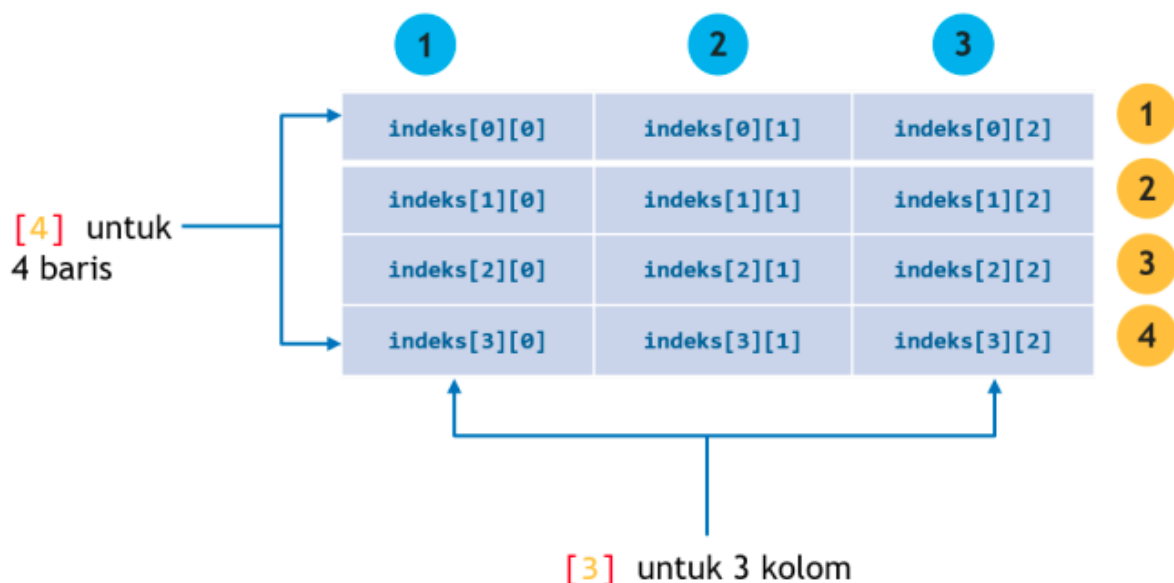 1 2 3
indeks[0][0] indeks[0][1] indeks[0][2] 1
indeks[1][0] indeks[1][1] indeks[1][2] 2
[4] untuk
4 baris
indeks[2][0] indeks[2][1] indeks[2][2] 3
indeks[3][0] indeks[3][1] indeks[3][2] 4
[3] untuk 3 kolom